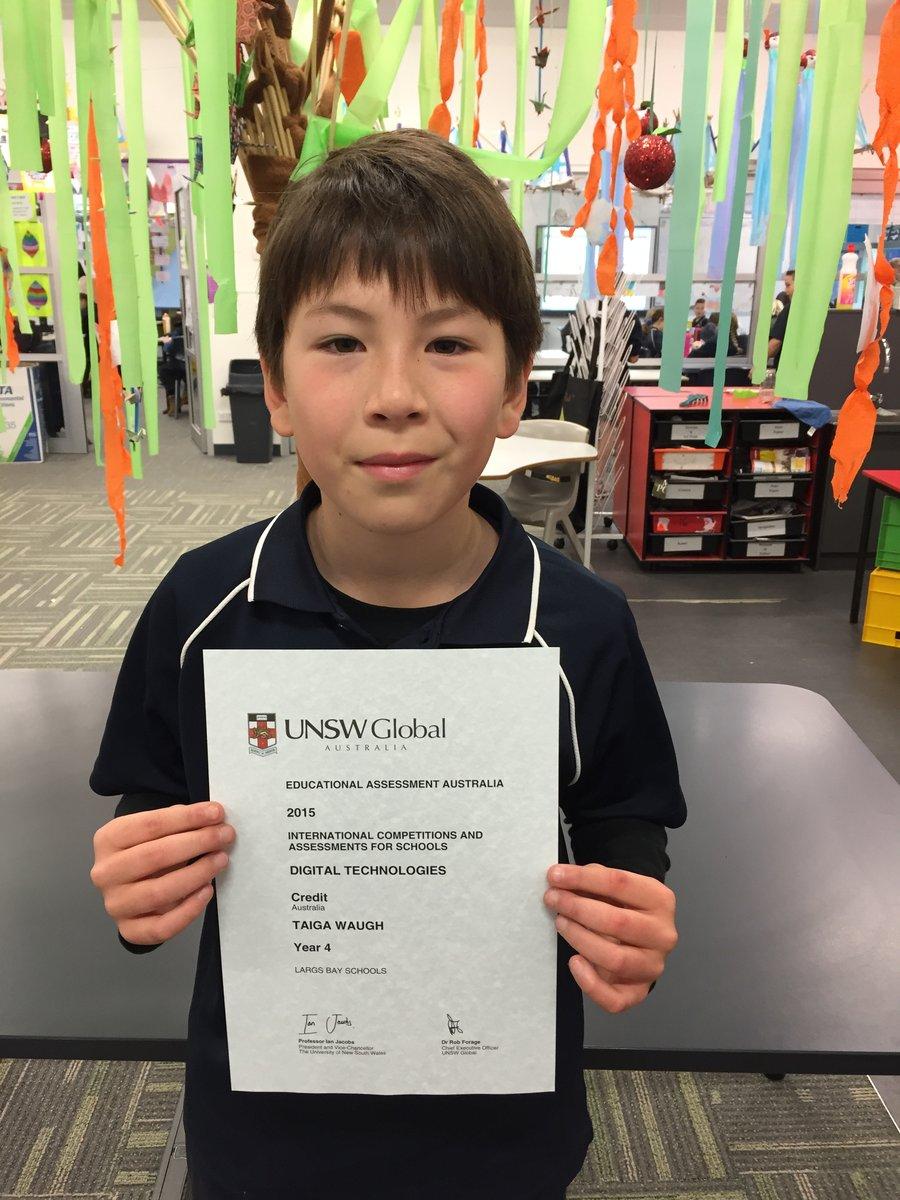 UNSW Global
AUSTRALIA
EDUCATIONAL ASSESSMENT AUSTRALIA
2015
INTERNATIONAL COMPETITIONS AND
ASSESSMENTS FOR SCHOOLS
DIGITAL TECHNOLOGIES
Credit
Australia
TAIGA WAUGH
Year 4
LARGS BAY SCHOOLS
Ian Jacobs
Professor Ian Jacobs
President and Vice-Chancellor
The University of New South Wales
Dr Rob Forage
Chief Executive Officer
UNSW Global